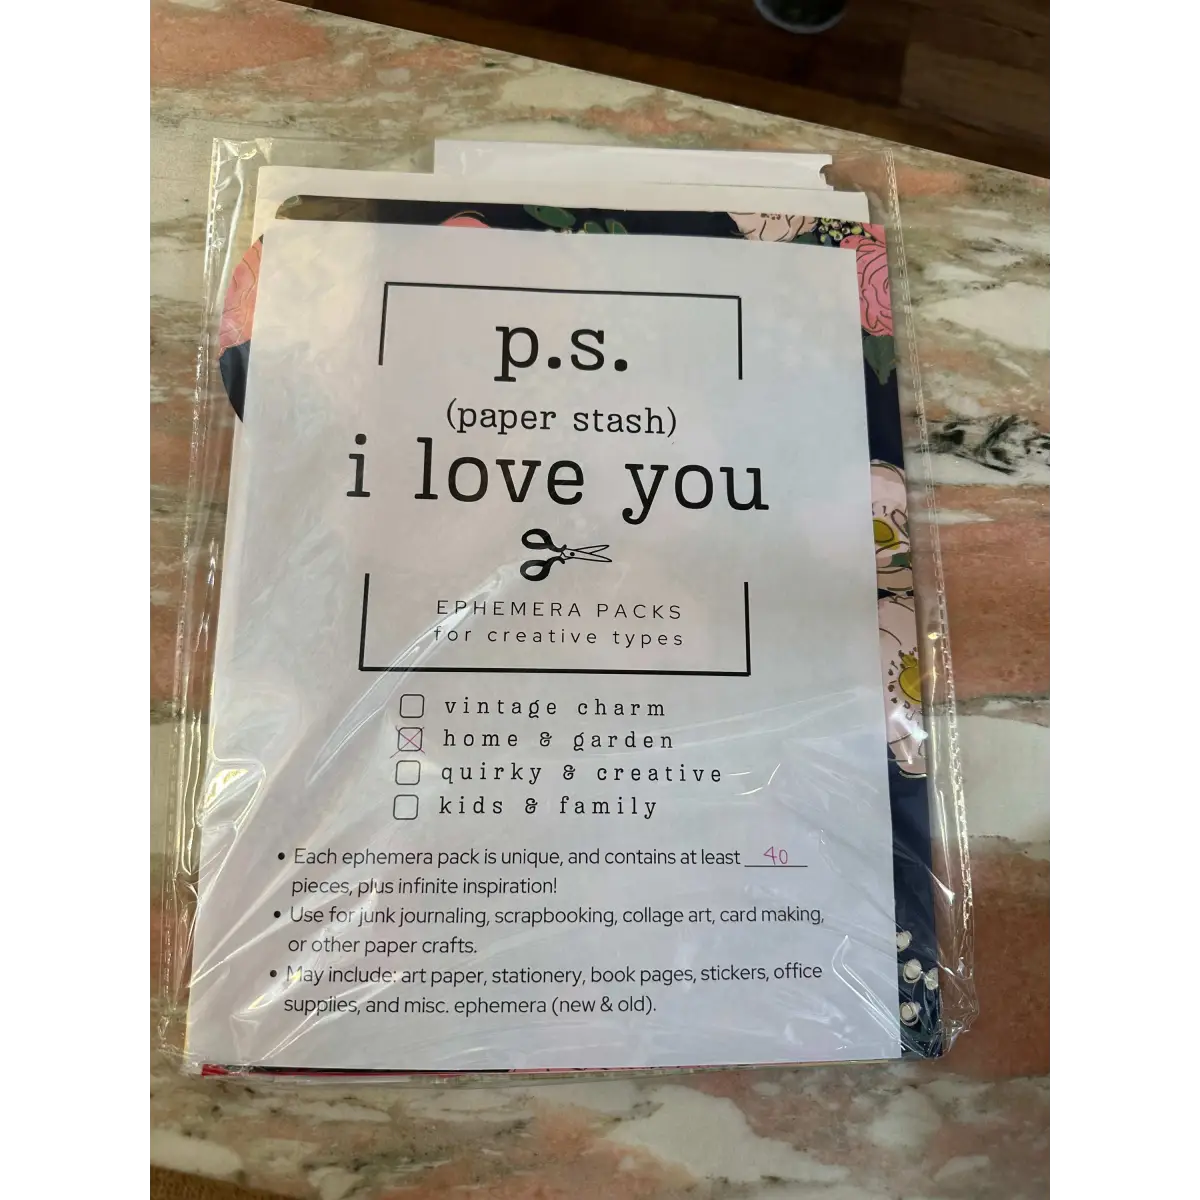 p.s.
(paper stash)
i love you
EPHEMERA PACKS
for creative types
vintage charm
home & garden
quirky & creative
kids & family
• Each ephemera pack is unique, and contains at least 40
pieces, plus infinite inspiration!
• Use for junk journaling, scrapbooking, collage art, card making,
or other paper crafts.
• May include: art paper, stationery, book pages, stickers, office
supplies, and misc. ephemera (new & old).